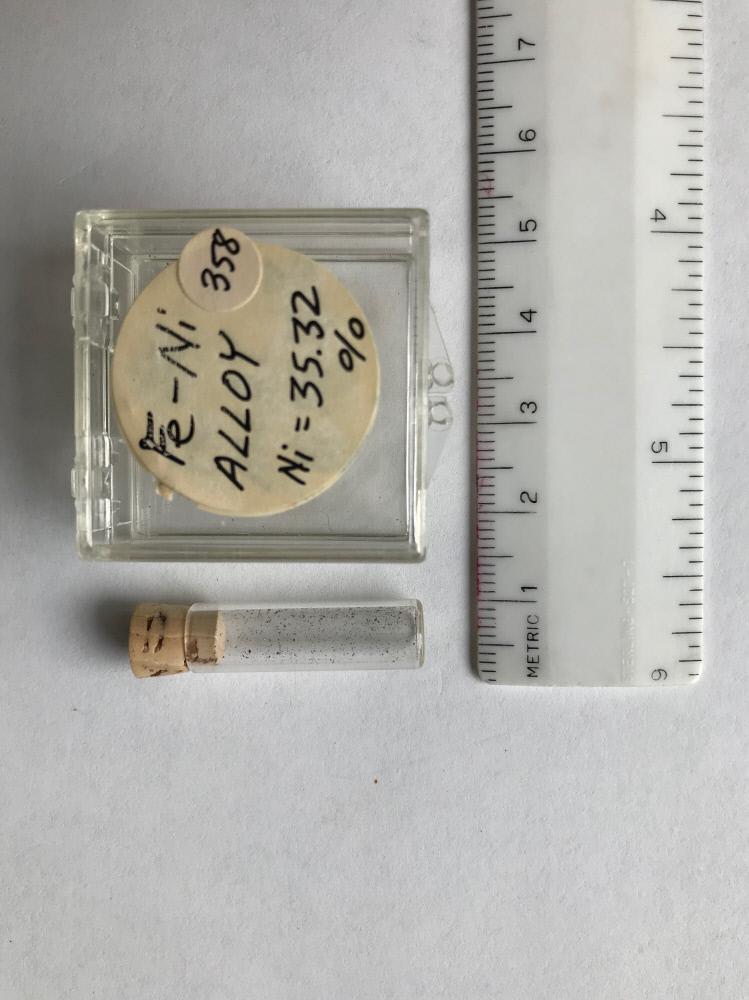 358
Fe-Ni
ALLOY
Ni = 35.32
%
METRIC 1 2 3 4 5 6 7
4 5 6